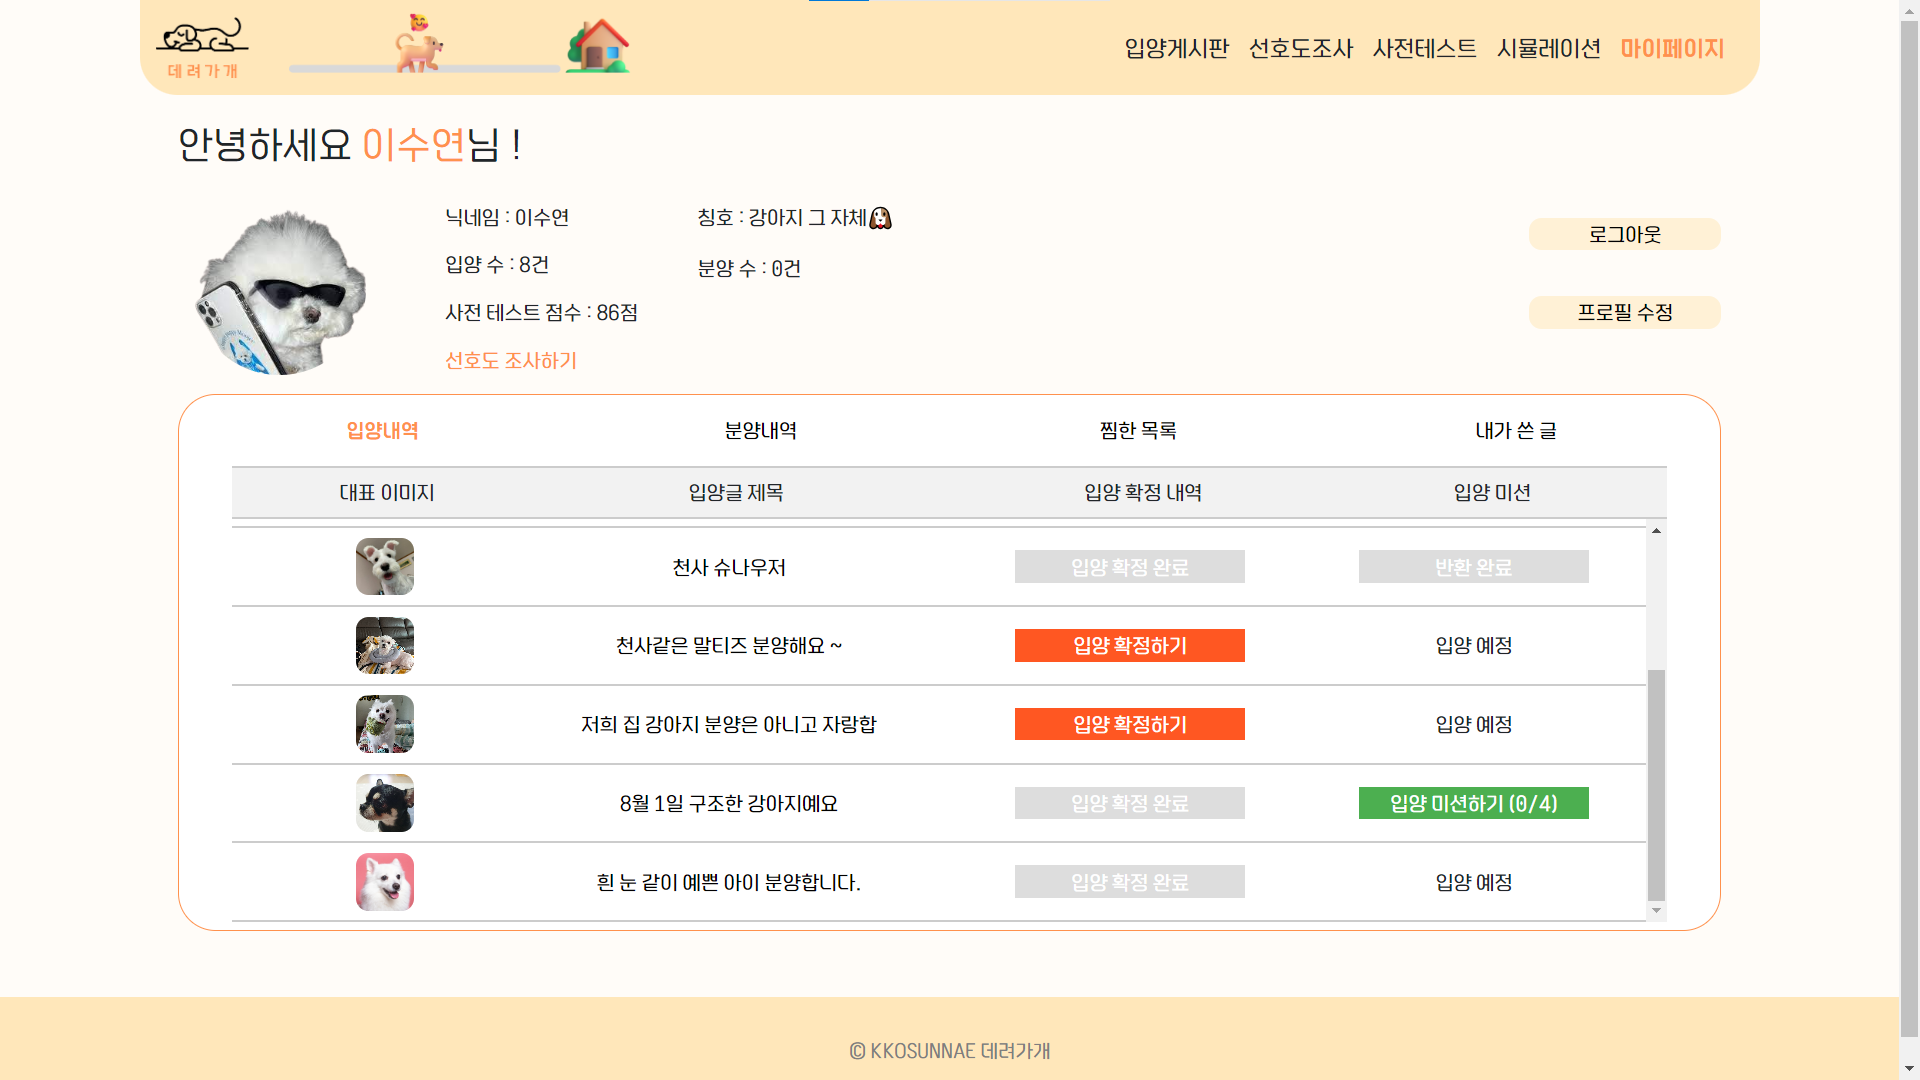 데려가개
입양게시판 선호도조사 사전테스트 시뮬레이션 마이페이지
안녕하세요 이수연님 !
닉네임 : 이수연 칭호 : 강아지 그 자체
로그아웃
입양 수 : 8건 분양 수 : 0건
사전 테스트 점수 : 86점
프로필 수정
선호도 조사하기
입양내역 분양내역 찜한 목록 내가 쓴 글
대표 이미지 입양글 제목 입양 확정 내역 입양 미션
천사 슈나우저 입양 확정 완료 반환 완료
천사같은 말티즈 분양해요 ~ 입양 확정하기 입양 예정
저희 집 강아지 분양은 아니고 자랑합 입양 확정하기 입양 예정
8월 1일 구조한 강아지예요 입양 확정 완료 입양 미션하기 (0/4)
흰 눈 같이 예쁜 아이 분양합니다. 입양 확정 완료 입양 예정
© KKOSUNNAE 데려가개